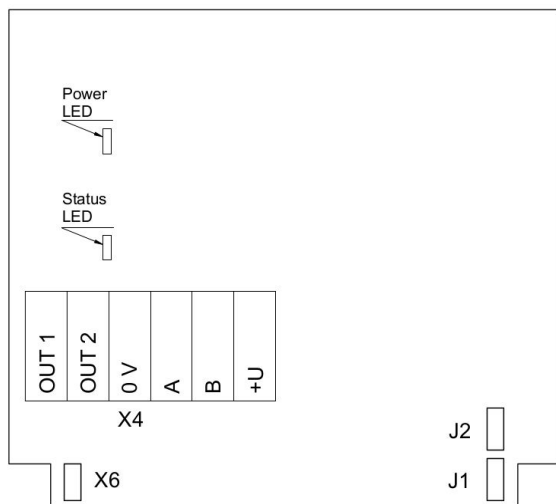 Power
LED
Status
LED
OUT 1
OUT 2
0 V
A
B
+U
X4
J2
X6
J1